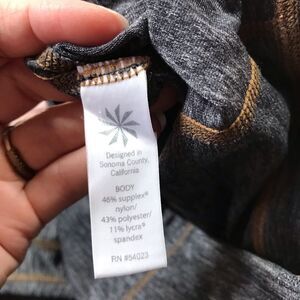 Designed in
Sonoma County,
California
BODY
46% supplex®
nylon/
43% polyester/
11% lycra®
spandex
RN #54023